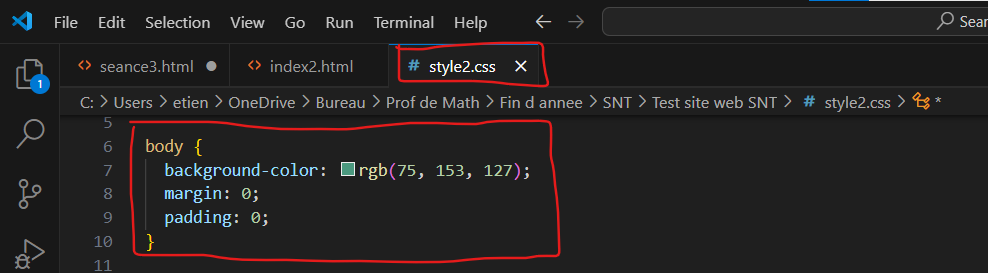 File Edit Selection View Go Run Terminal Help Sear
seance3.html index2.html # style2.css
1
C: > Users > etien > OneDrive > Bureau > Prof de Math > Fin d annee > SNT > Test site web SNT > # style2.css > *
5
6 body {
7 background-color: rgb(75, 153, 127);
8 margin: 0;
9 padding: 0;
10 }
11